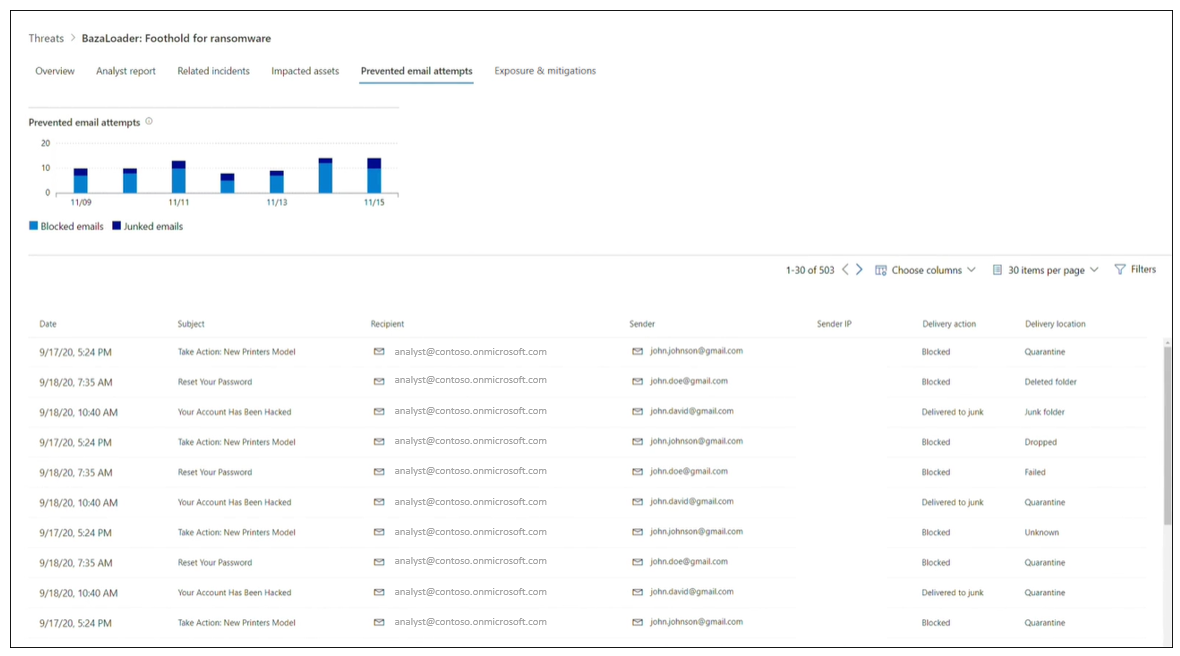 Threats > BazaLoader: Foothold for ransomware
Overview Analyst report Related incidents Impacted assets Prevented email attempts Exposure & mitigations
Prevented email attempts
20
10
0
11/09 11/11 11/13 11/15
Blocked emails Junked emails
1-30 of 503 Choose columns 30 items per page Filters
Date Subject Recipient Sender Sender IP Delivery action Delivery location
9/17/20, 5:24 PM Take Action: New Printers Model analyst@contoso.onmicrosoft.com john.johnson@gmail.com Blocked Quarantine
9/18/20, 7:35 AM Reset Your Password analyst@contoso.onmicrosoft.com john.doe@gmail.com Blocked Deleted folder
9/18/20, 10:40 AM Your Account Has Been Hacked analyst@contoso.onmicrosoft.com john.david@gmail.com Delivered to junk Junk folder
9/17/20, 5:24 PM Take Action: New Printers Model analyst@contoso.onmicrosoft.com john.johnson@gmail.com Blocked Dropped
9/18/20, 7:35 AM Reset Your Password analyst@contoso.onmicrosoft.com john.doe@gmail.com Blocked Failed
9/18/20, 10:40 AM Your Account Has Been Hacked analyst@contoso.onmicrosoft.com john.david@gmail.com Delivered to junk Quarantine
9/17/20, 5:24 PM Take Action: New Printers Model analyst@contoso.onmicrosoft.com john.johnson@gmail.com Blocked Unknown
9/18/20, 7:35 AM Reset Your Password analyst@contoso.onmicrosoft.com john.doe@gmail.com Blocked Quarantine
9/18/20, 10:40 AM Your Account Has Been Hacked analyst@contoso.onmicrosoft.com john.david@gmail.com Delivered to junk Quarantine
9/17/20, 5:24 PM Take Action: New Printers Model analyst@contoso.onmicrosoft.com john.johnson@gmail.com Blocked Quarantine